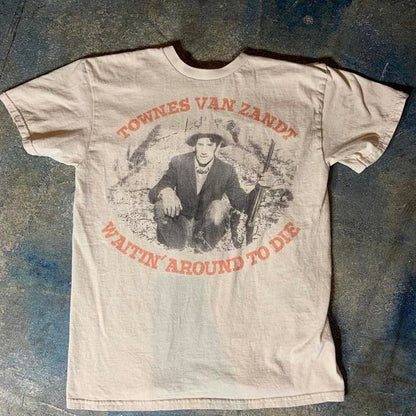 TOWNES VAN ZANDT
WAITIN' AROUND TO DIE